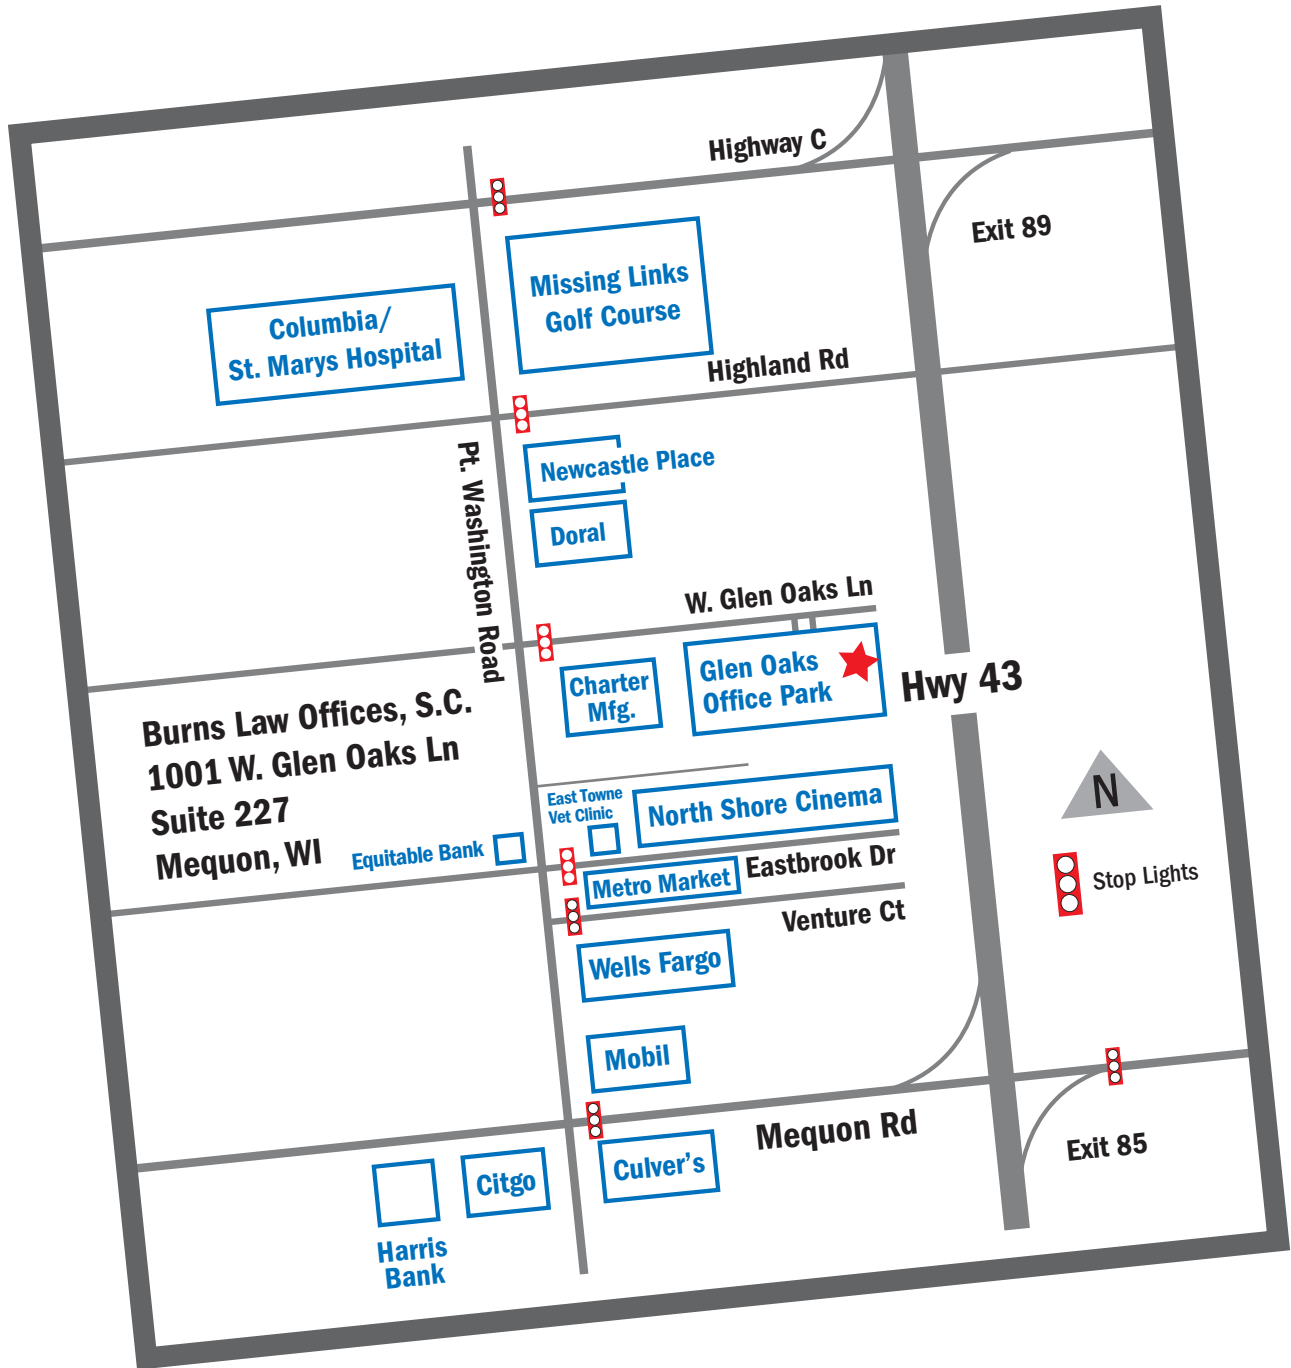 Highway C
Exit 89
Missing Links
Golf Course
Columbia/
St. Marys Hospital
Highland Rd
Pt. Washington Road
Newcastle Place
Doral
W. Glen Oaks Ln
Glen Oaks
Office Park
Charter
Mfg.
Hwy 43
Burns Law Offices, S.C.
1001 W. Glen Oaks Ln
Suite 227
Mequon, WI
N
East Towne
Vet Clinic
North Shore Cinema
Equitable Bank
Eastbrook Dr
Metro Market
Stop Lights
Venture Ct
Wells Fargo
Mobil
Mequon Rd
Exit 85
Culver's
Citgo
Harris
Bank